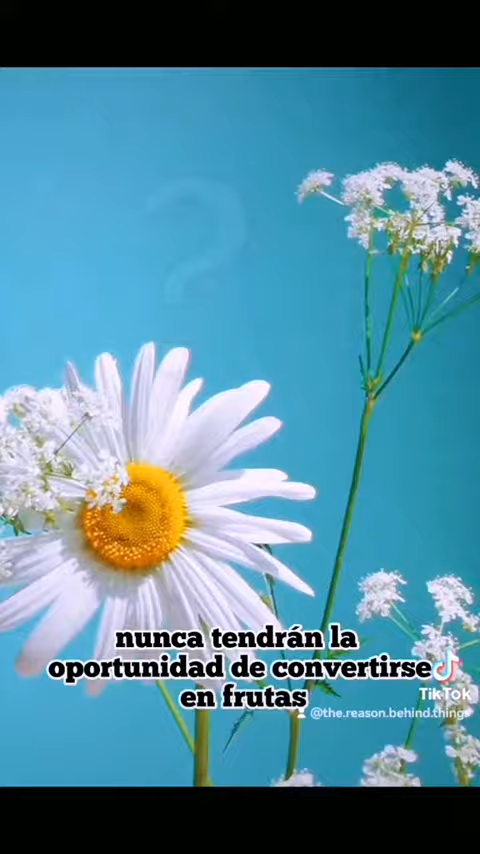 ?
nunca tendrán la
oportunidad de convertirse
en frutas
TikTok
@the.reason.behind.things